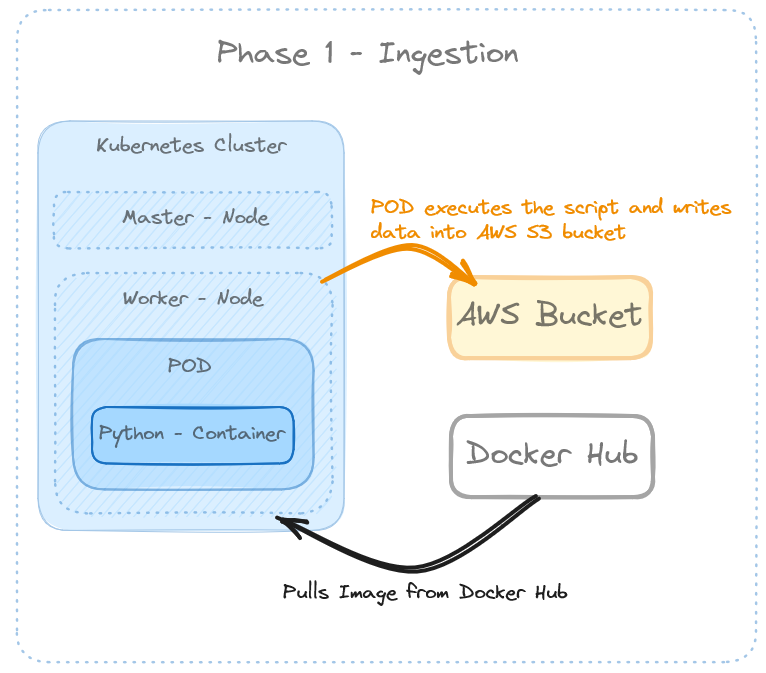 Phase 1 - Ingestion
Kubernetes Cluster
Master - Node
POD executes the script and writes
data into AWS S3 bucket
Worker - Node
AWS Bucket
POD
Python - Container
Docker Hub
Pulls Image from Docker Hub